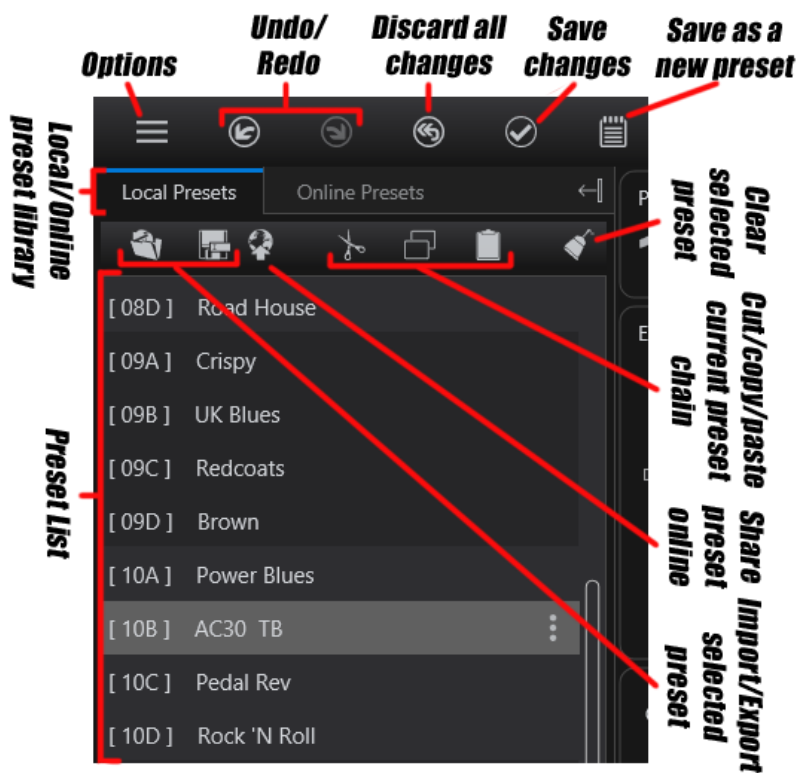 Undo/
Redo
Discard all
changes
Save
changes
Save as a
new preset
Options
Local/Online
preset library
Local Presets
Online Presets
P
Clear
selected
preset
[ 08D ] Road House
[ 09A ] Crispy
E
[ 09B ] UK Blues
[ 09C ] Redcoats
[ 09D ] Brown
[ 10A ] Power Blues
[ 10B ] AC30 TB
[ 10C ] Pedal Rev
[ 10D ] Rock 'N Roll
Preset List
Cut/copy/paste
current preset
chain
Share
preset
online
Import/Export
selected
preset